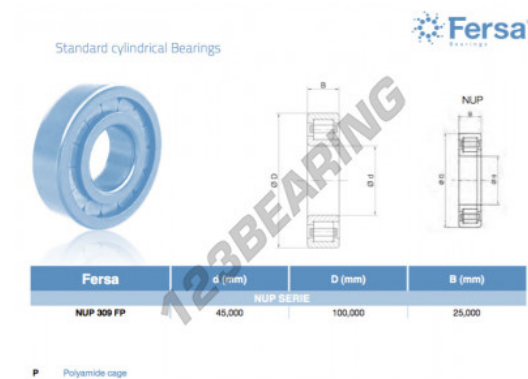 Fersa
Bearings
Standard cylindrical Bearings
B
Ø D
Ø d
NUP
B
Ø D
Ø d
123BEARING
Fersa d (mm) D (mm) B (mm)
NUP SERIE
NUP 309 FP 45,000 100,000 25,000
P Polyamide cage